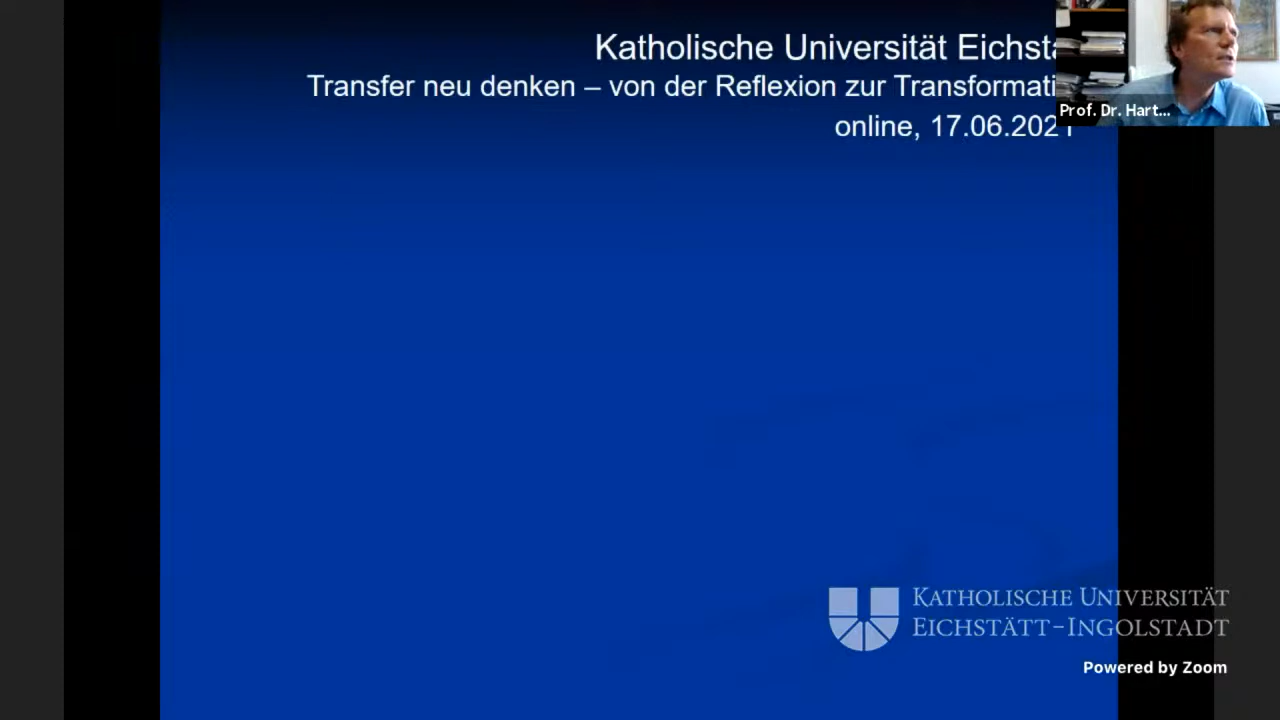 Katholische Universität Eichsta
Transfer neu denken – von der Reflexion zur Transformati
online, 17.06.2021
Prof. Dr. Hart...
KATHOLISCHE UNIVERSITÄT
EICHSTÄTT-INGOLSTADT
Powered by Zoom